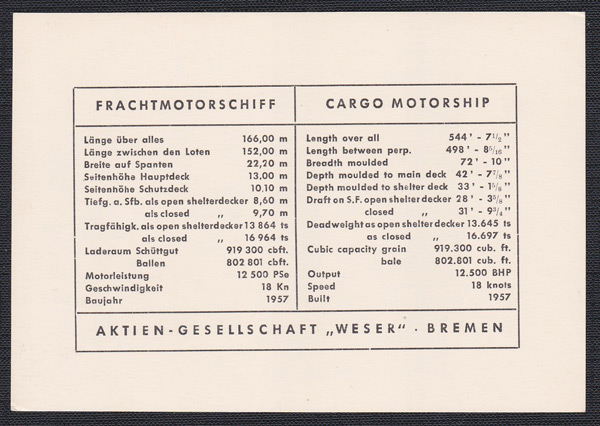 FRACHTMOTORSCHIFF
Länge über alles 166,00 m
Länge zwischen den Loten 152,00 m
Breite auf Spanten 22,20 m
Seitenhöhe Hauptdeck 13,00 m
Seitenhöhe Schutzdeck 10,10 m
Tiefg. a. Sfb. als open shelterdecker 8,60 m
als closed „ 9,70 m
Tragfähigk. als open shelterdecker 13 864 ts
als closed „ 16 964 ts
Laderaum Schüttgut 919 300 cbft.
Ballen 802 801 cbft.
Motorleistung 12 500 PSe
Geschwindigkeit 18 Kn
Baujahr 1957
CARGO MOTORSHIP
Length over all 544' - 7 1/2"
Length between perp. 498' - 8 5/16"
Breadth moulded 72' - 10"
Depth moulded to main deck 42' - 7 7/8"
Depth moulded to shelter deck 33' - 1 5/8"
Draft on S.F. open shelter decker 28' - 3 5/8"
closed „ 31' - 9 3/4"
Deadweight as open shelter decker 13.645 ts
as closed „ 16.697 ts
Cubic capacity grain 919.300 cub. ft.
bale 802.801 cub. ft.
Output 12.500 BHP
Speed 18 knots
Built 1957
AKTIEN-GESELLSCHAFT „WESER“ · BREMEN